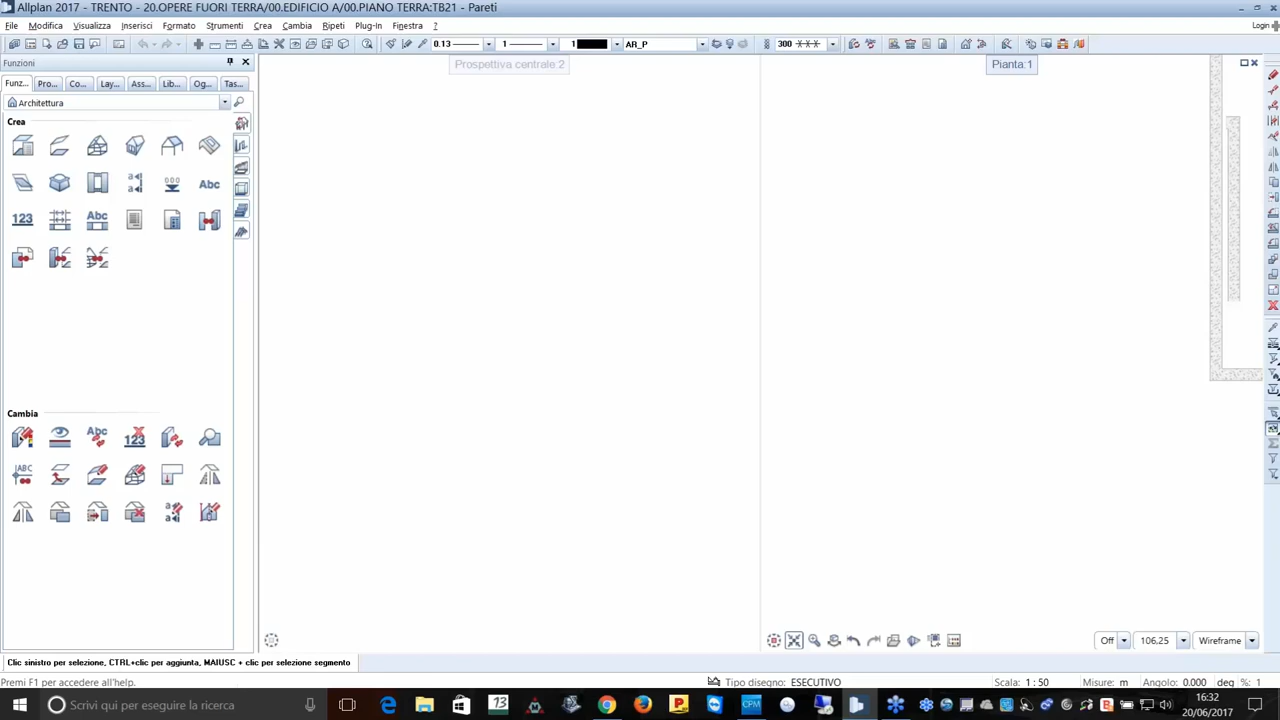 Allplan 2017 - TRENTO - 20.OPERE FUORI TERRA/00.EDIFICIO A/00.PIANO TERRA:TB21 - Pareti
File Modifica Visualizza Inserisci Formato Strumenti Crea Cambia Ripeti Plug-In Finestra ? Login
0.13 1 1 AR_P 300
Funzioni
Prospettiva centrale:2 Pianta:1
Funz... Pro... Co... Lay... Ass... Lib... Og... Tas...
Architettura
Crea
Abc
123 Abc
Cambia
Abc 123
ABC
Off 106,25 Wireframe
Clic sinistro per selezione, CTRL+clic per aggiunta, MAIUSC + clic per selezione segmento
Premi F1 per accedere all'help. Tipo disegno: ESECUTIVO Scala: 1 : 50 Misure: m Angolo: 0.000 deg %: 1
Scrivi qui per eseguire la ricerca 13 CPM 16:32
20/06/2017